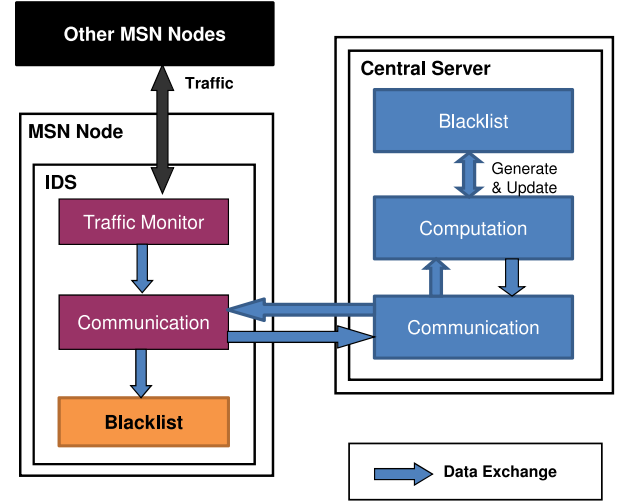 Other MSN Nodes
Traffic
MSN Node
IDS
Traffic Monitor
Communication
Blacklist
Central Server
Blacklist
Generate
& Update
Computation
Communication
Data Exchange